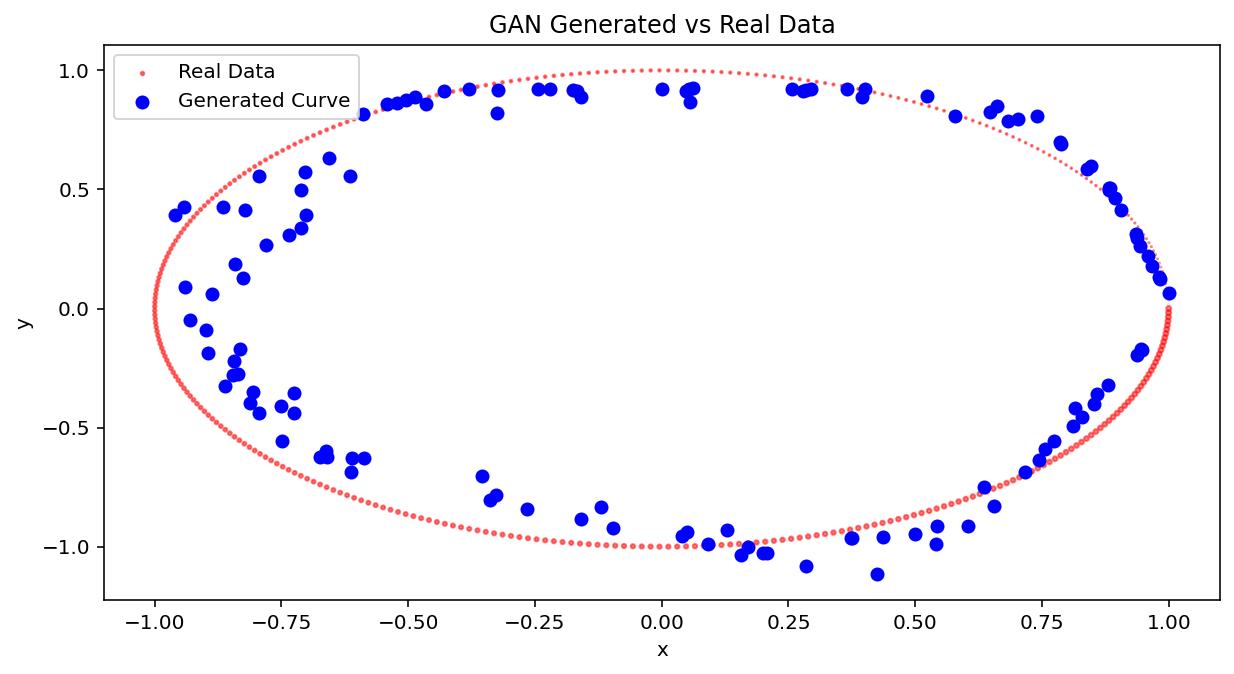 GAN Generated vs Real Data
Real Data
Generated Curve
1.0
0.5
0.0
−0.5
−1.0
y
−1.00 −0.75 −0.50 −0.25 0.00 0.25 0.50 0.75 1.00
x